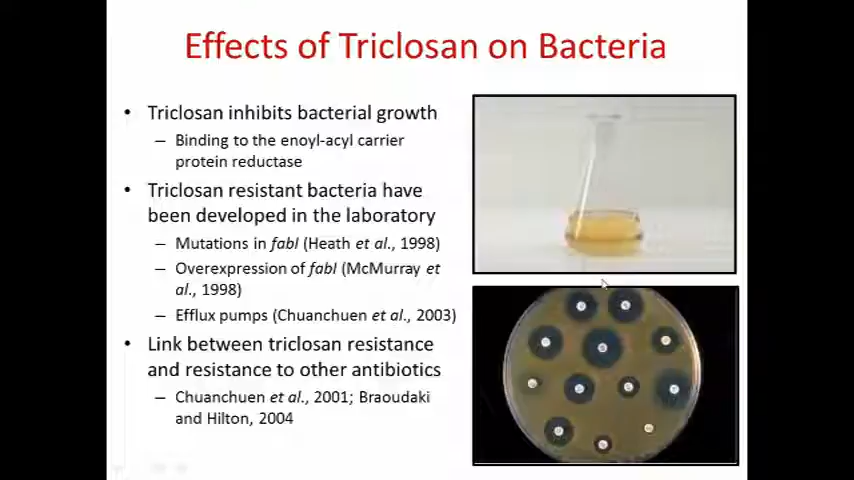 Effects of Triclosan on Bacteria
• Triclosan inhibits bacterial growth
– Binding to the enoyl-acyl carrier
protein reductase
• Triclosan resistant bacteria have
been developed in the laboratory
– Mutations in fabI (Heath et al., 1998)
– Overexpression of fabI (McMurray et
al., 1998)
– Efflux pumps (Chuanchuen et al., 2003)
• Link between triclosan resistance
and resistance to other antibiotics
– Chuanchuen et al., 2001; Braoudaki
and Hilton, 2004